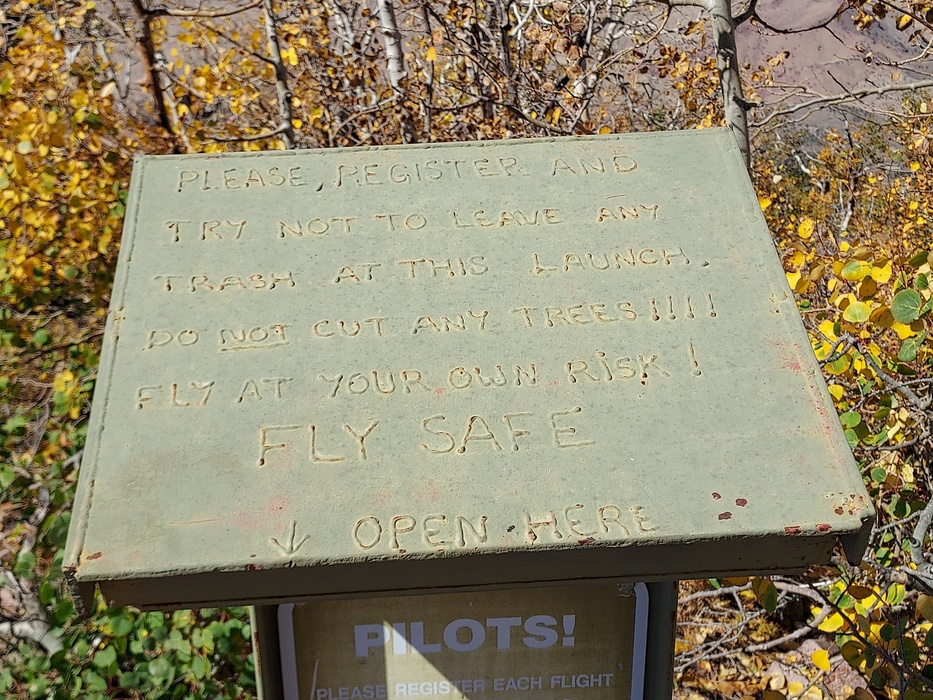 PLEASE, REGISTER AND
TRY NOT TO LEAVE ANY
TRASH AT THIS LAUNCH.
DO NOT CUT ANY TREES!!!!
FLY AT YOUR OWN RISK!
FLY SAFE
↓ OPEN HERE
PILOTS!
PLEASE REGISTER EACH FLIGHT